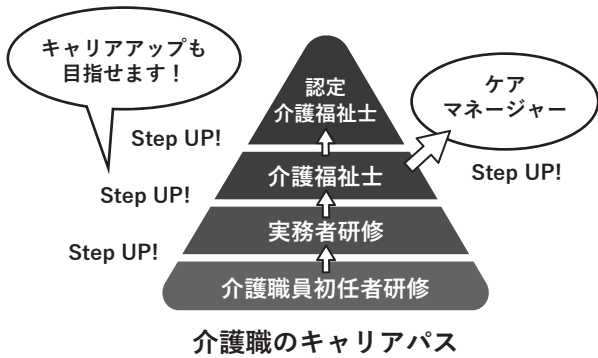 キャリアアップも
目指せます！
認定
介護福祉士
ケア
マネージャー
Step UP!
介護福祉士
Step UP!
Step UP!
実務者研修
Step UP!
介護職員初任者研修
介護職のキャリアパス